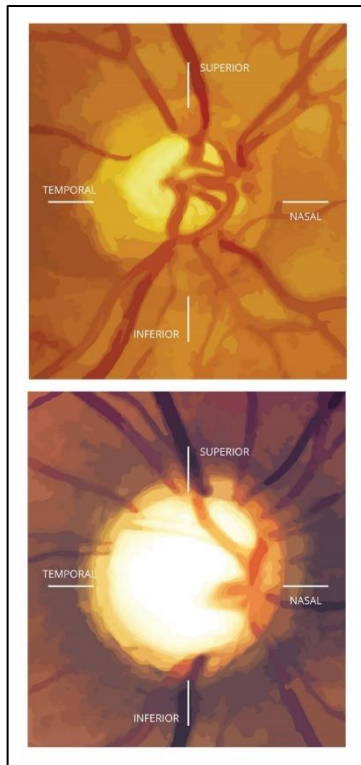 SUPERIOR
TEMPORAL
NASAL
INFERIOR
SUPERIOR
TEMPORAL
NASAL
INFERIOR